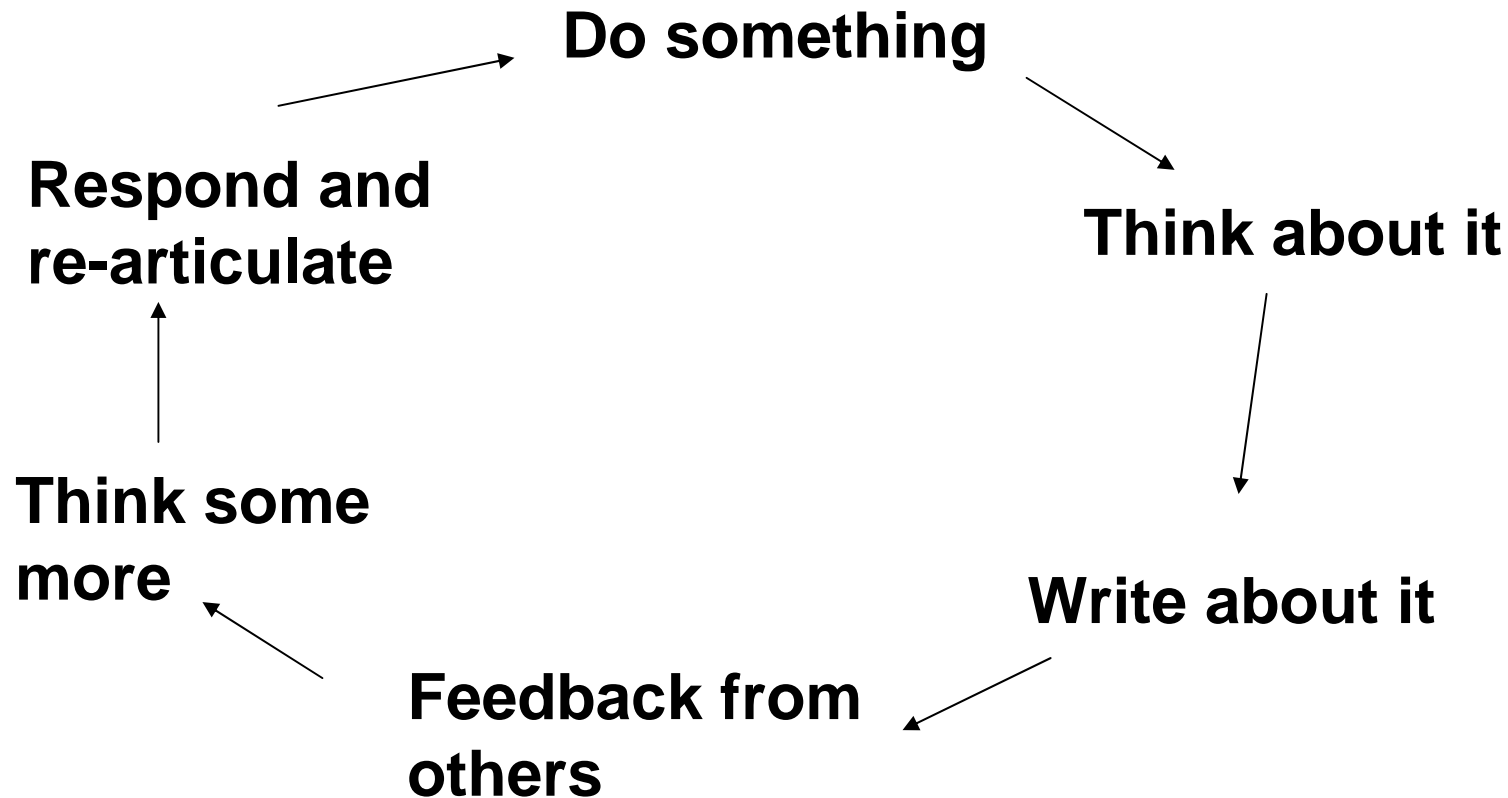 Do something
Think about it
Write about it
Feedback from
others
Think some
more
Respond and
re-articulate